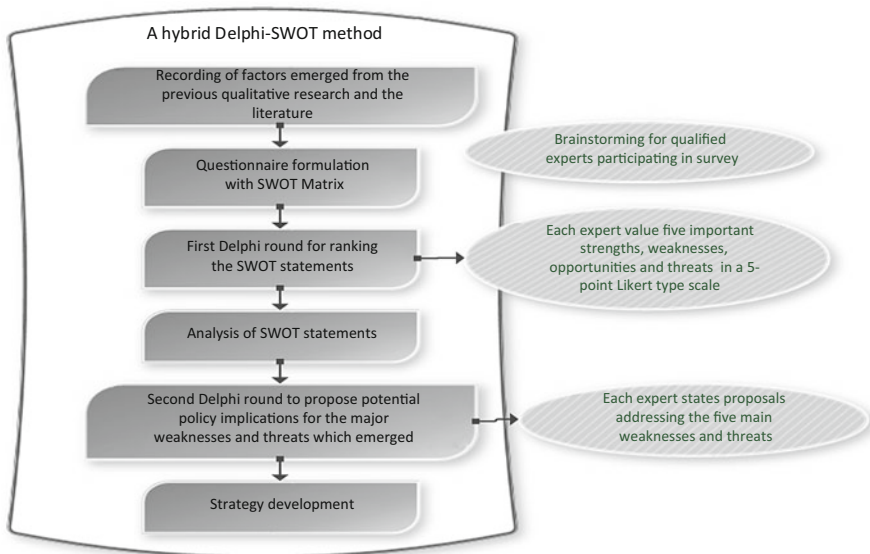 A hybrid Delphi-SWOT method
Recording of factors emerged from the
previous qualitative research and the
literature
Brainstorming for qualified
experts participating in survey
Questionnaire formulation
with SWOT Matrix
First Delphi round for ranking
the SWOT statements
Each expert value five important
strengths, weaknesses,
opportunities and threats in a 5-
point Likert type scale
Analysis of SWOT statements
Second Delphi round to propose potential
policy implications for the major
weaknesses and threats which emerged
Each expert states proposals
addressing the five main
weaknesses and threats
Strategy development